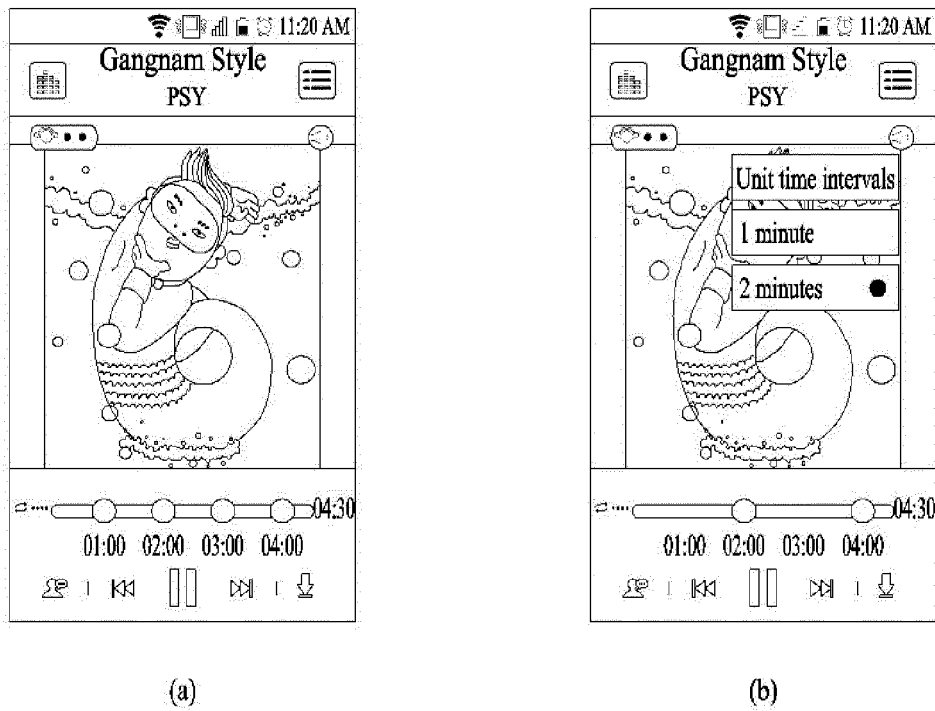 11:20 AM
Gangnam Style
PSY
04:30
01:00 02:00 03:00 04:00
(a)
11:20 AM
Gangnam Style
PSY
Unit time intervals
1 minute
2 minutes
04:30
01:00 02:00 03:00 04:00
(b)